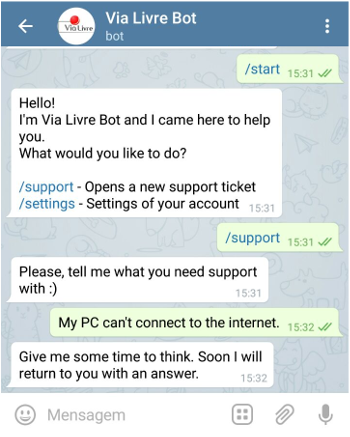 Via Livre Bot
bot
Via Livre
/start 15:31
Hello!
I'm Via Livre Bot and I came here to help
you.
What would you like to do?
/support - Opens a new support ticket
/settings - Settings of your account 15:31
/support 15:31
Please, tell me what you need support
with :) 15:31
My PC can't connect to the internet. 15:32
Give me some time to think. Soon I will
return to you with an answer. 15:32
Mensagem